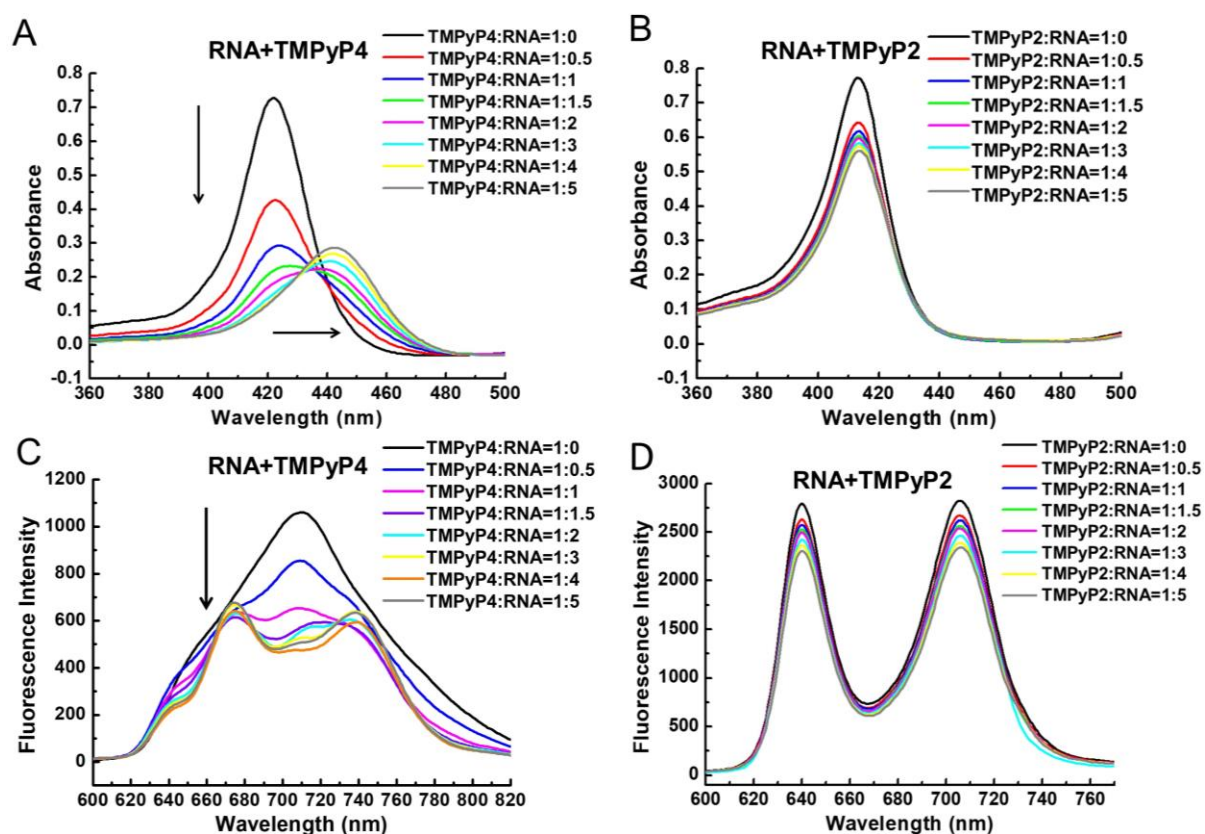 A
RNA+TMPyP4
TMPyP4:RNA=1:0
TMPyP4:RNA=1:0.5
TMPyP4:RNA=1:1
TMPyP4:RNA=1:1.5
TMPyP4:RNA=1:2
TMPyP4:RNA=1:3
TMPyP4:RNA=1:4
TMPyP4:RNA=1:5
Absorbance
0.8
0.7
0.6
0.5
0.4
0.3
0.2
0.1
0.0
-0.1
360 380 400 420 440 460 480 500
Wavelength (nm)
B
RNA+TMPyP2
TMPyP2:RNA=1:0
TMPyP2:RNA=1:0.5
TMPyP2:RNA=1:1
TMPyP2:RNA=1:1.5
TMPyP2:RNA=1:2
TMPyP2:RNA=1:3
TMPyP2:RNA=1:4
TMPyP2:RNA=1:5
Absorbance
0.8
0.7
0.6
0.5
0.4
0.3
0.2
0.1
0.0
-0.1
360 380 400 420 440 460 480 500
Wavelength (nm)
C
RNA+TMPyP4
TMPyP4:RNA=1:0
TMPyP4:RNA=1:0.5
TMPyP4:RNA=1:1
TMPyP4:RNA=1:1.5
TMPyP4:RNA=1:2
TMPyP4:RNA=1:3
TMPyP4:RNA=1:4
TMPyP4:RNA=1:5
Fluorescence Intensity
1200
1000
800
600
400
200
0
600 620 640 660 680 700 720 740 760 780 800 820
Wavelength (nm)
D
RNA+TMPyP2
TMPyP2:RNA=1:0
TMPyP2:RNA=1:0.5
TMPyP2:RNA=1:1
TMPyP2:RNA=1:1.5
TMPyP2:RNA=1:2
TMPyP2:RNA=1:3
TMPyP2:RNA=1:4
TMPyP2:RNA=1:5
Fluorescence Intensity
3000
2500
2000
1500
1000
500
0
600 620 640 660 680 700 720 740 760
Wavelength (nm)